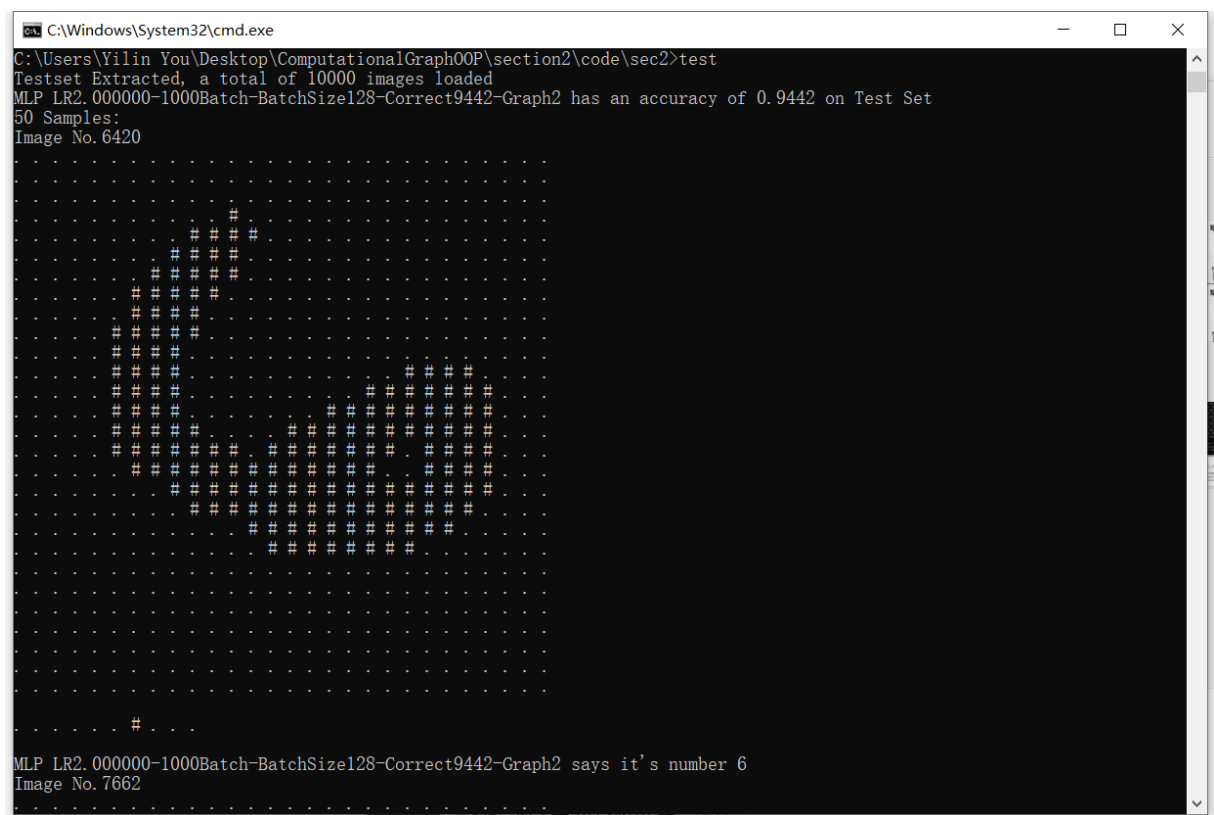 C:\Windows\System32\cmd.exe
C:\Users\Yilin You\Desktop\ComputationalGraphOOP\section2\code\sec2>test
Testset Extracted, a total of 10000 images loaded
MLP LR2.000000-1000Batch-BatchSize128-Correct9442-Graph2 has an accuracy of 0.9442 on Test Set
50 Samples:
Image No.6420
. . . . . . . . . . . . . . . . . . . . . . . . . . . .
. . . . . . . . . . . . . . . . . . . . . . . . . . . .
. . . . . . . . . . . . . . . . . . . . . . . . . . . .
. . . . . . . . . . . # . . . . . . . . . . . . . . . .
. . . . . . . . . # # # # . . . . . . . . . . . . . . .
. . . . . . . . # # # # . . . . . . . . . . . . . . . .
. . . . . . . # # # # # . . . . . . . . . . . . . . . .
. . . . . . # # # # # . . . . . . . . . . . . . . . . .
. . . . . . # # # # . . . . . . . . . . . . . . . . . .
. . . . . # # # # # . . . . . . . . . . . . . . . . . .
. . . . . # # # # . . . . . . . . . . . . . . . . . . .
. . . . . # # # # . . . . . . . . . . . # # # # . . . .
. . . . . # # # # . . . . . . . . . # # # # # # # . . .
. . . . . # # # # . . . . . . . # # # # # # # # # . . .
. . . . . # # # # # . . . . # # # # # # # # # # # . . .
. . . . . # # # # # # # . # # # # # # # . # # # # . . .
. . . . . . # # # # # # # # # # # # # . . # # # # . . .
. . . . . . . . # # # # # # # # # # # # # # # # # . . .
. . . . . . . . . # # # # # # # # # # # # # # # . . . .
. . . . . . . . . . . . # # # # # # # # # # # . . . . .
. . . . . . . . . . . . . # # # # # # # # . . . . . . .
. . . . . . . . . . . . . . . . . . . . . . . . . . . .
. . . . . . . . . . . . . . . . . . . . . . . . . . . .
. . . . . . . . . . . . . . . . . . . . . . . . . . . .
. . . . . . . . . . . . . . . . . . . . . . . . . . . .
. . . . . . . . . . . . . . . . . . . . . . . . . . . .
. . . . . . . . . . . . . . . . . . . . . . . . . . . .
. . . . . . . . . . . . . . . . . . . . . . . . . . . .
. . . . . . # . . .
MLP LR2.000000-1000Batch-BatchSize128-Correct9442-Graph2 says it's number 6
Image No.7662
. . . . . . . . . . . . . . . . . . . . . . . . . . . .